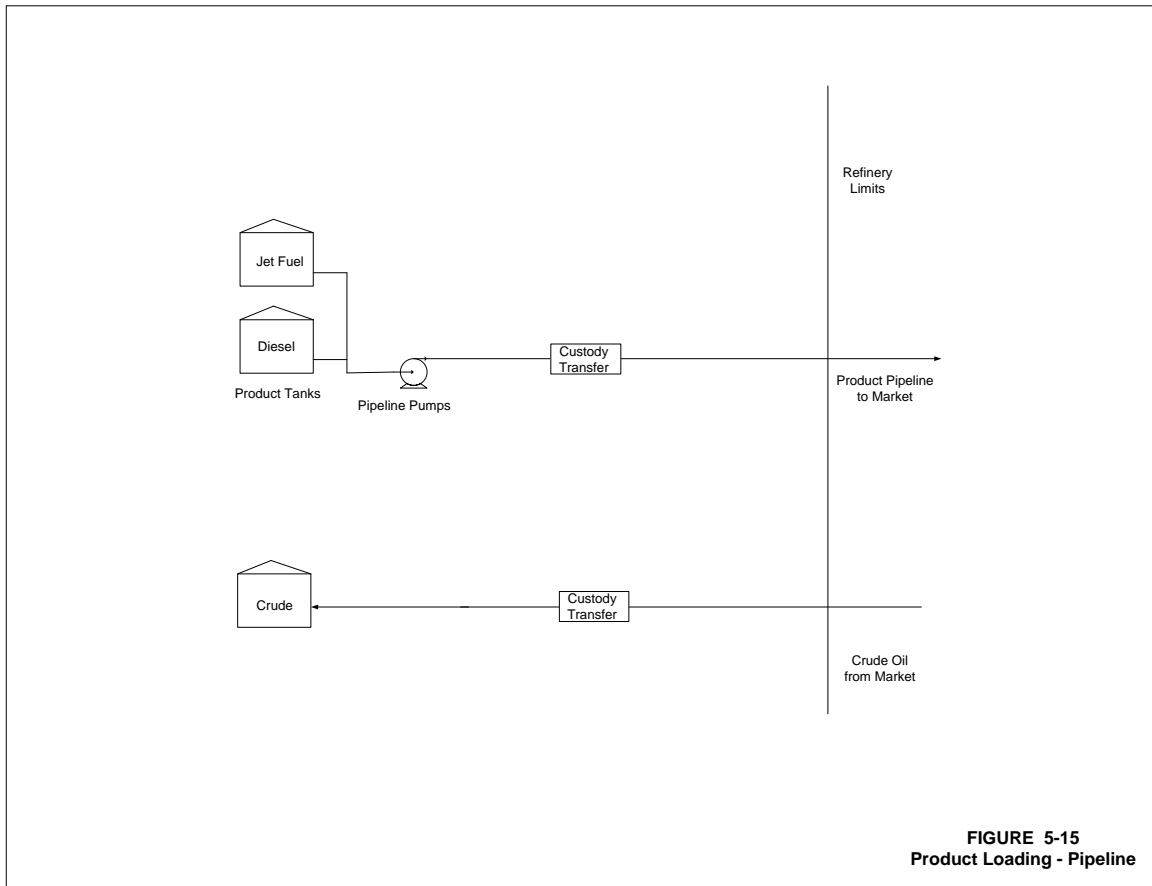 Refinery
Limits
Jet Fuel
Diesel
Product Tanks
Pipeline Pumps
Custody
Transfer
Product Pipeline
to Market
Crude
Custody
Transfer
Crude Oil
from Market
FIGURE 5-15
Product Loading - Pipeline